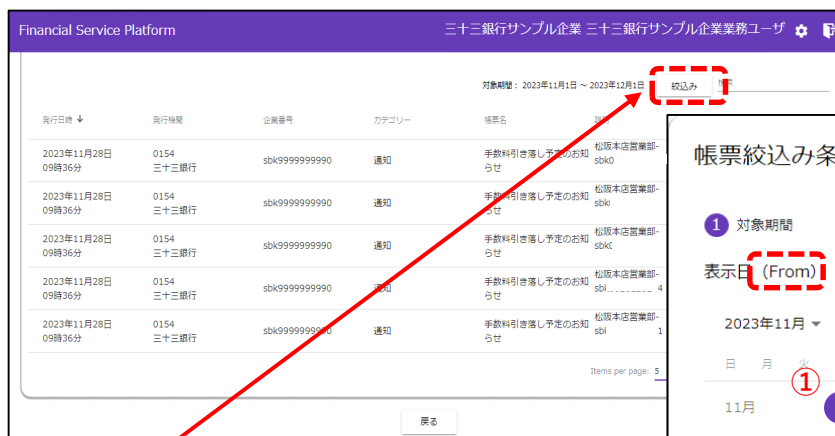 Financial Service Platform
三十三銀行サンプル企業 三十三銀行サンプル企業業務ユーザ
対象期間： 2023年11月1日 ～ 2023年12月1日
絞込み
検索
発行日時 ↓ 発行機関 企業番号 カテゴリー 帳票名
2023年11月28日 09時36分 0154 三十三銀行 sbk9999999990 通知 手数料引き落し予定のお知らせ 松阪本店営業部- sbk0
2023年11月28日 09時36分 0154 三十三銀行 sbk9999999990 通知 手数料引き落し予定のお知らせ 松阪本店営業部- sbk
2023年11月28日 09時36分 0154 三十三銀行 sbk9999999990 通知 手数料引き落し予定のお知らせ 松阪本店営業部-
2023年11月28日 09時36分 0154 三十三銀行 sbk9999999990 通知 手数料引き落し予定のお知らせ 松阪本店営業部- 4
2023年11月28日 09時36分 0154 三十三銀行 sbk9999999990 通知 手数料引き落し予定のお知らせ 松阪本店営業部- 1
Items per page: 5
戻る
帳票絞込み条
1 対象期間
表示日 (From)
2023年11月
日 月 火
①
11月